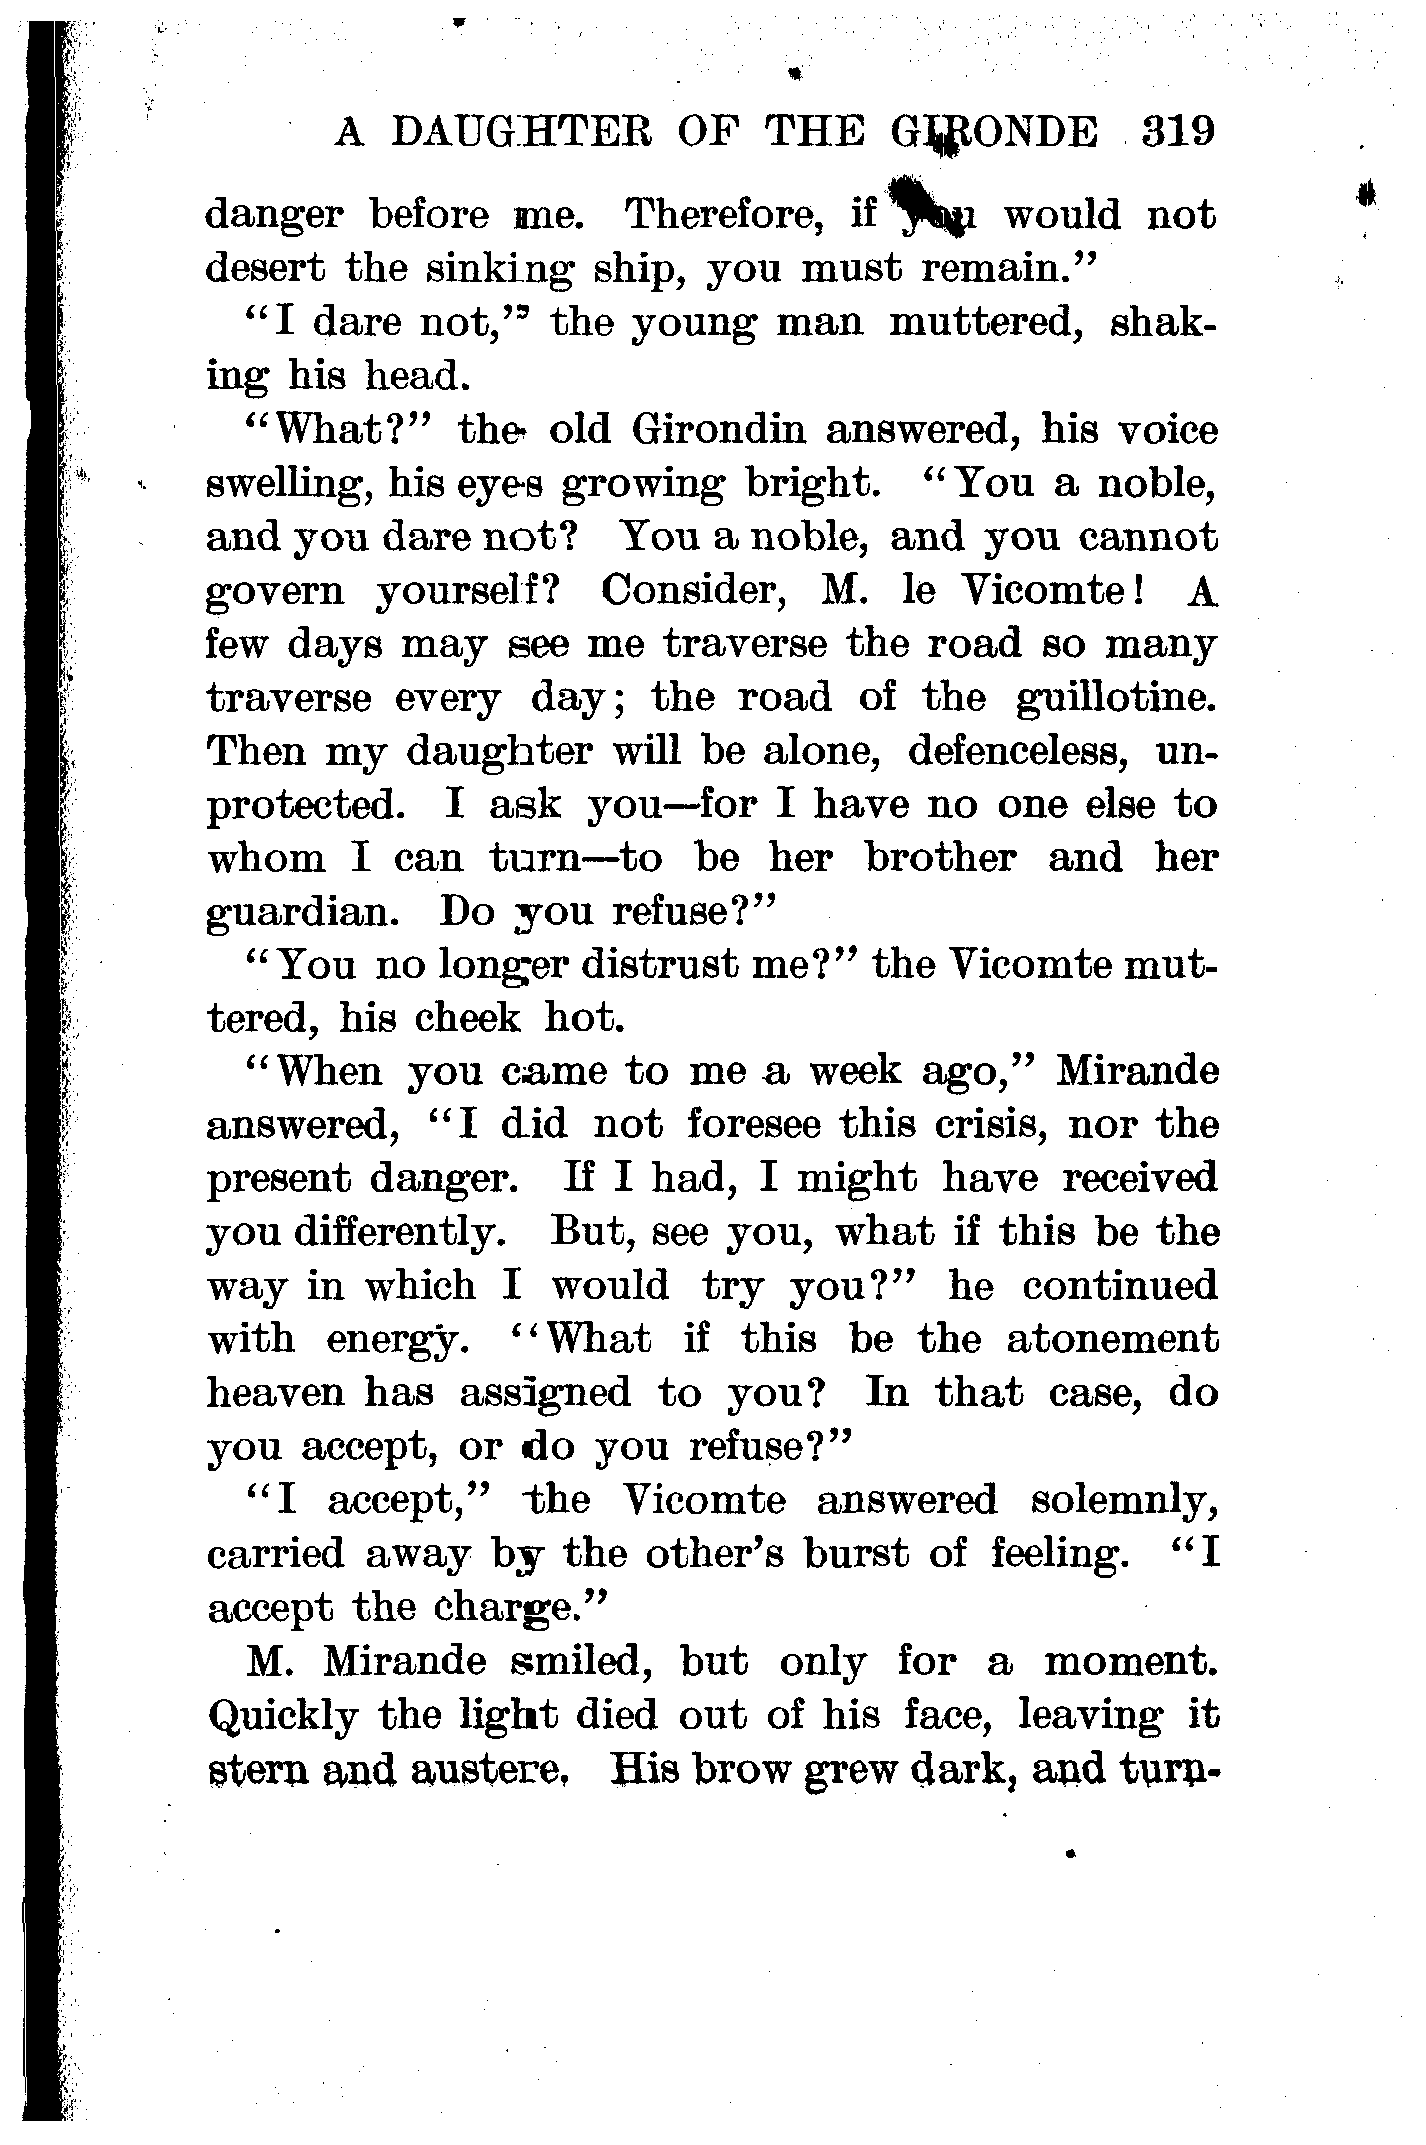 A DAUGHTER OF THE GIRONDE 319
danger before me. Therefore, if you would not
desert the sinking ship, you must remain.”
“I dare not,” the young man muttered, shak-
ing his head.
“What?” the old Girondin answered, his voice
swelling, his eyes growing bright. “You a noble,
and you dare not? You a noble, and you cannot
govern yourself? Consider, M. le Vicomte! A
few days may see me traverse the road so many
traverse every day; the road of the guillotine.
Then my daughter will be alone, defenceless, un-
protected. I ask you—for I have no one else to
whom I can turn—to be her brother and her
guardian. Do you refuse?”
“You no longer distrust me?” the Vicomte mut-
tered, his cheek hot.
“When you came to me a week ago,” Mirande
answered, “I did not foresee this crisis, nor the
present danger. If I had, I might have received
you differently. But, see you, what if this be the
way in which I would try you?” he continued
with energy. “What if this be the atonement
heaven has assigned to you? In that case, do
you accept, or do you refuse?”
“I accept,” the Vicomte answered solemnly,
carried away by the other’s burst of feeling. “I
accept the charge.”
M. Mirande smiled, but only for a moment.
Quickly the light died out of his face, leaving it
stern and austere. His brow grew dark, and turn-